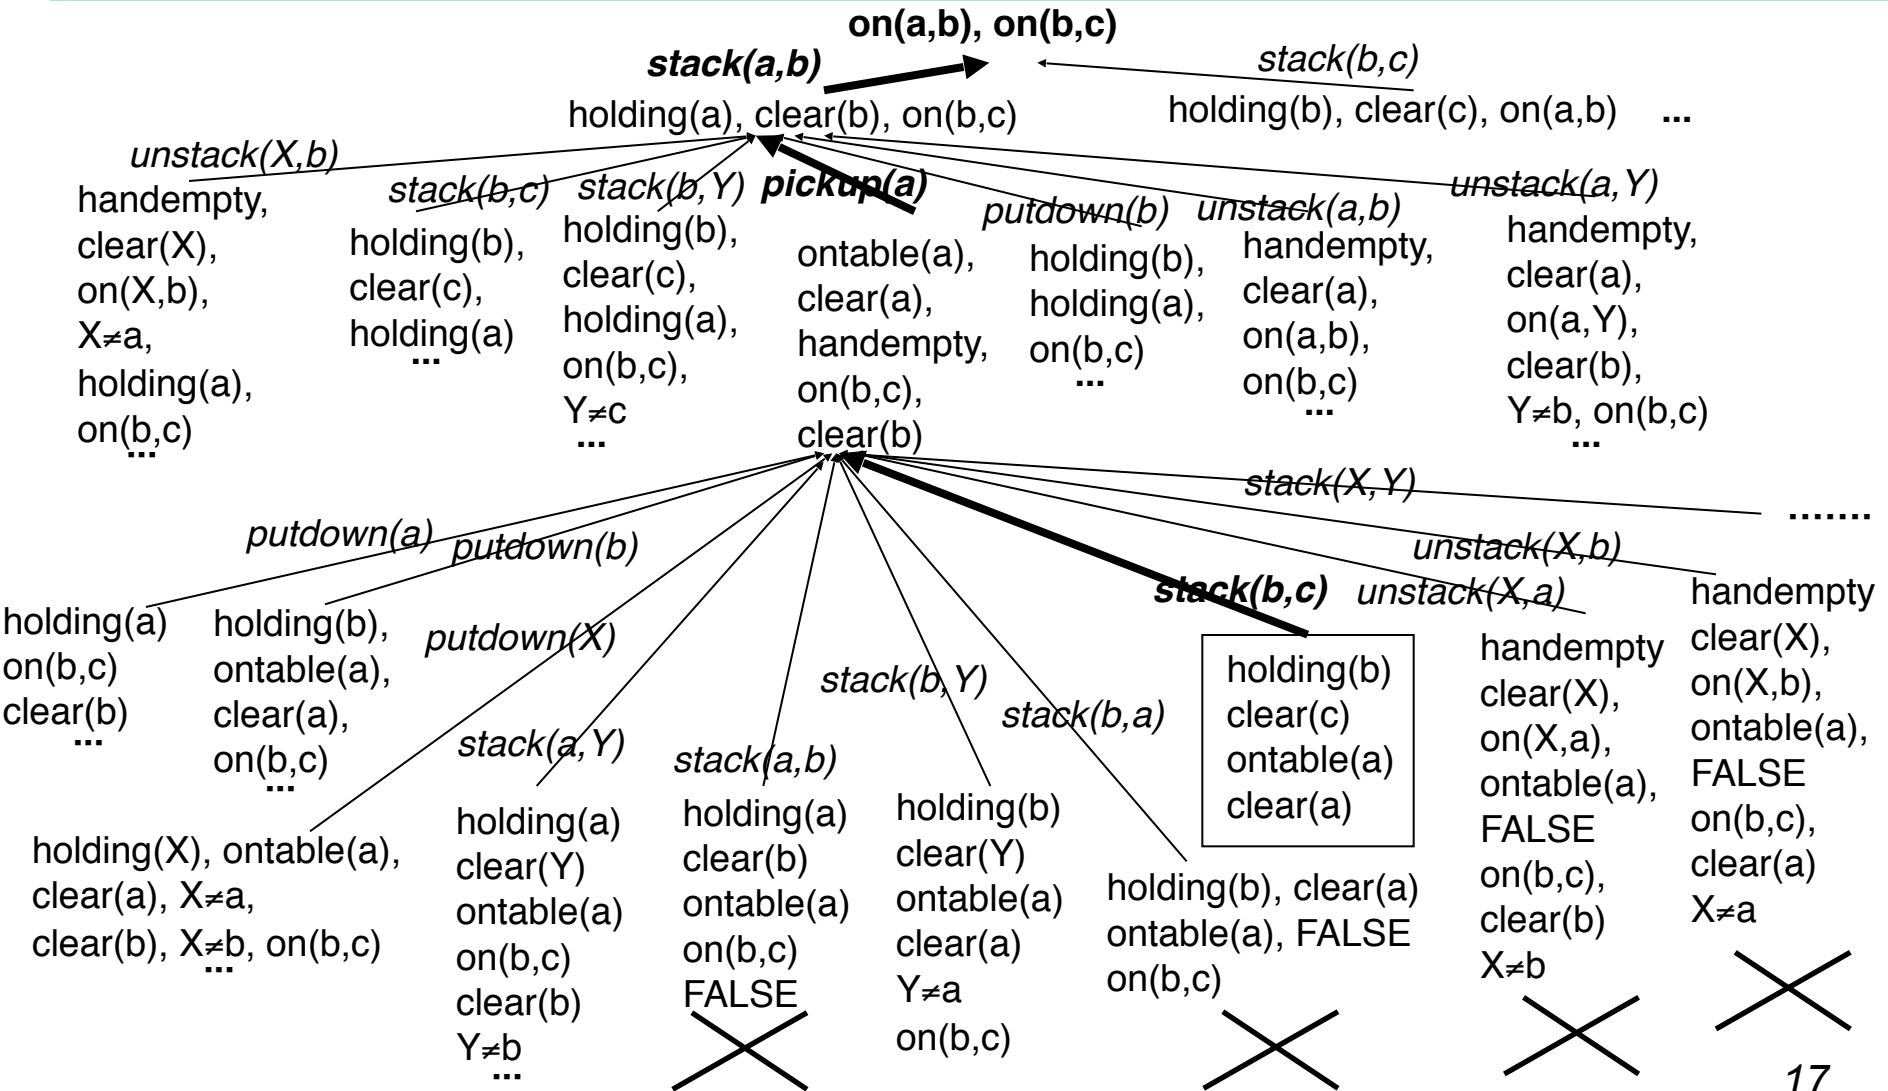 on(a,b), on(b,c)
stack(a,b)
stack(b,c)
holding(a), clear(b), on(b,c)
holding(b), clear(c), on(a,b) ...
unstack(X,b)
handempty,
clear(X),
on(X,b),
X≠a,
holding(a),
on(b,c)
...
stack(b,c)
holding(b),
clear(c),
holding(a)
...
stack(b,Y)
holding(b),
clear(c),
holding(a),
on(b,c),
Y≠c
...
pickup(a)
ontable(a),
clear(a),
handempty,
on(b,c),
clear(b)
putdown(b)
holding(b),
holding(a),
on(b,c)
...
unstack(a,b)
handempty,
clear(a),
on(a,b),
on(b,c)
...
unstack(a,Y)
handempty,
clear(a),
on(a,Y),
clear(b),
Y≠b, on(b,c)
...
putdown(a)
holding(a)
on(b,c)
clear(b)
...
putdown(b)
holding(b),
ontable(a),
clear(a),
on(b,c)
...
putdown(X)
holding(X), ontable(a),
clear(a), X≠a,
clear(b), X≠b, on(b,c)
...
stack(a,Y)
holding(a)
clear(Y)
ontable(a)
on(b,c)
clear(b)
Y≠b
...
stack(a,b)
holding(a)
clear(b)
ontable(a)
on(b,c)
FALSE
stack(b,Y)
holding(b)
clear(Y)
ontable(a)
clear(a)
Y≠a
on(b,c)
stack(b,a)
holding(b), clear(a)
ontable(a), FALSE
on(b,c)
stack(b,c)
holding(b)
clear(c)
ontable(a)
clear(a)
unstack(X,a)
handempty
clear(X),
on(X,a),
ontable(a),
FALSE
on(b,c),
clear(b)
X≠b
unstack(X,b)
handempty
clear(X),
on(X,b),
ontable(a),
FALSE
on(b,c),
clear(a)
X≠a
stack(X,Y)
.......
17